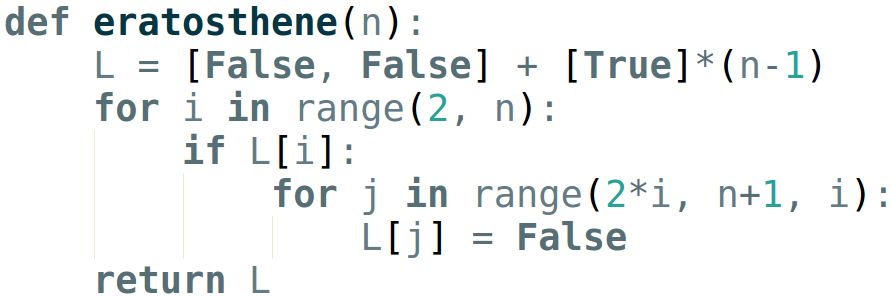 def eratosthene(n):
    L = [False, False] + [True]*(n-1)
    for i in range(2, n):
        if L[i]:
            for j in range(2*i, n+1, i):
                L[j] = False
    return L